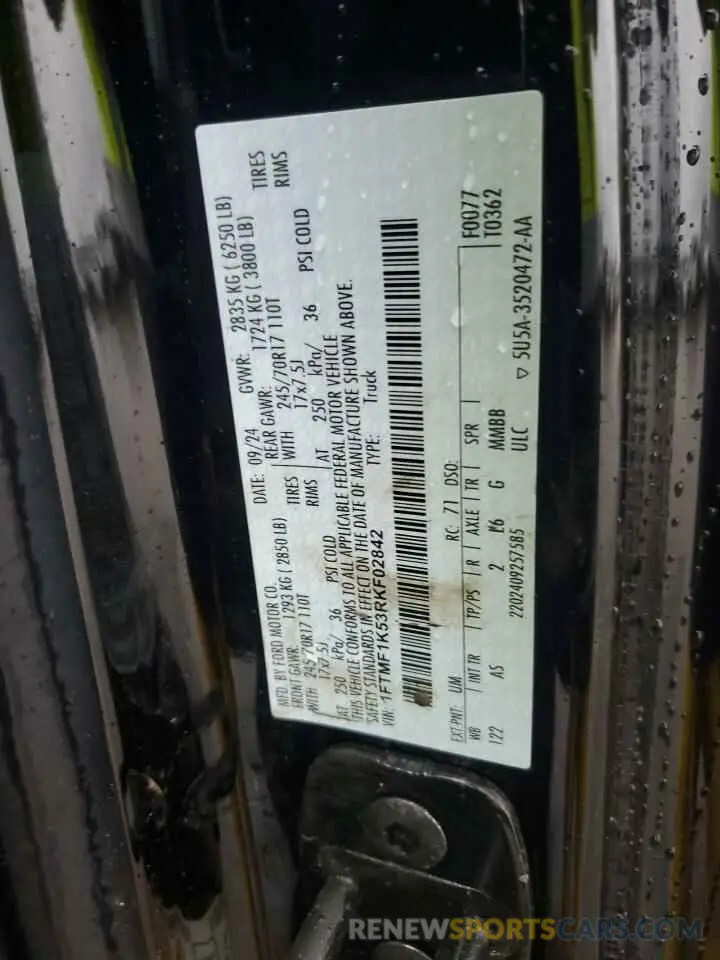 MFD. BY FORD MOTOR CO.
DATE: 09/24 GVWR: 2835 KG ( 6250 LB)
FRONT GAWR: 1293 KG ( 2850 LB) REAR GAWR: 1724 KG ( 3800 LB)
WITH 245/70R17 110T TIRES WITH 245/70R17 110T TIRES
17x7.5J RIMS 17x7.5J RIMS
AT 250 kPa/ 36 PSI COLD AT 250 kPa/ 36 PSI COLD
THIS VEHICLE CONFORMS TO ALL APPLICABLE FEDERAL MOTOR VEHICLE
SAFETY STANDARDS IN EFFECT ON THE DATE OF MANUFACTURE SHOWN ABOVE.
VIN: 1FTMF1K53RKF02842 TYPE: Truck
EXT PNT: UM RC: 71 DSO: F0077
WB INT TR TP/PS R AXLE TR SPR T0362
122 AS 2 G MMBB
2202409257585 ULC ▽ 5U5A-3520472-AA
RENEWSPORTSCARS.COM